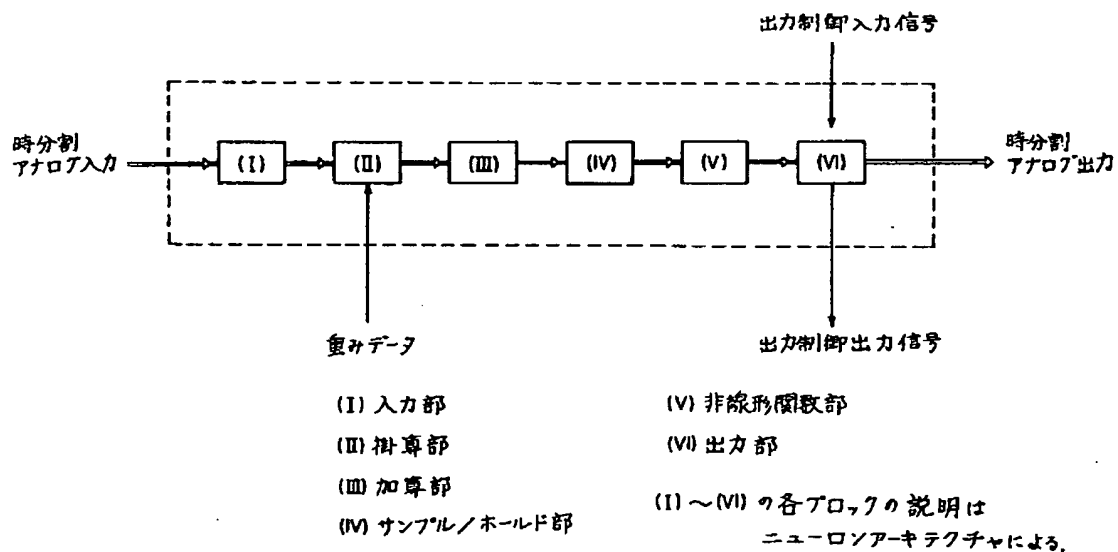 出力制御入力信号
時分割
アナログ入力
(I)
(II)
(III)
(IV)
(V)
(VI)
時分割
アナログ出力
重みデータ
出力制御出力信号
(I) 入力部
(II) 掛算部
(III) 加算部
(IV) サンプル/ホールド部
(V) 非線形関数部
(VI) 出力部
(I)~(VI) の各ブロックの説明は
ニューロンアーキテクチャによる.